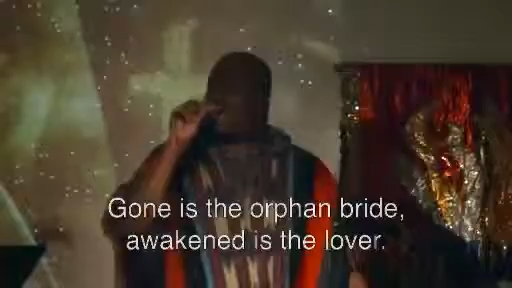 Gone is the orphan bride,
awakened is the lover.